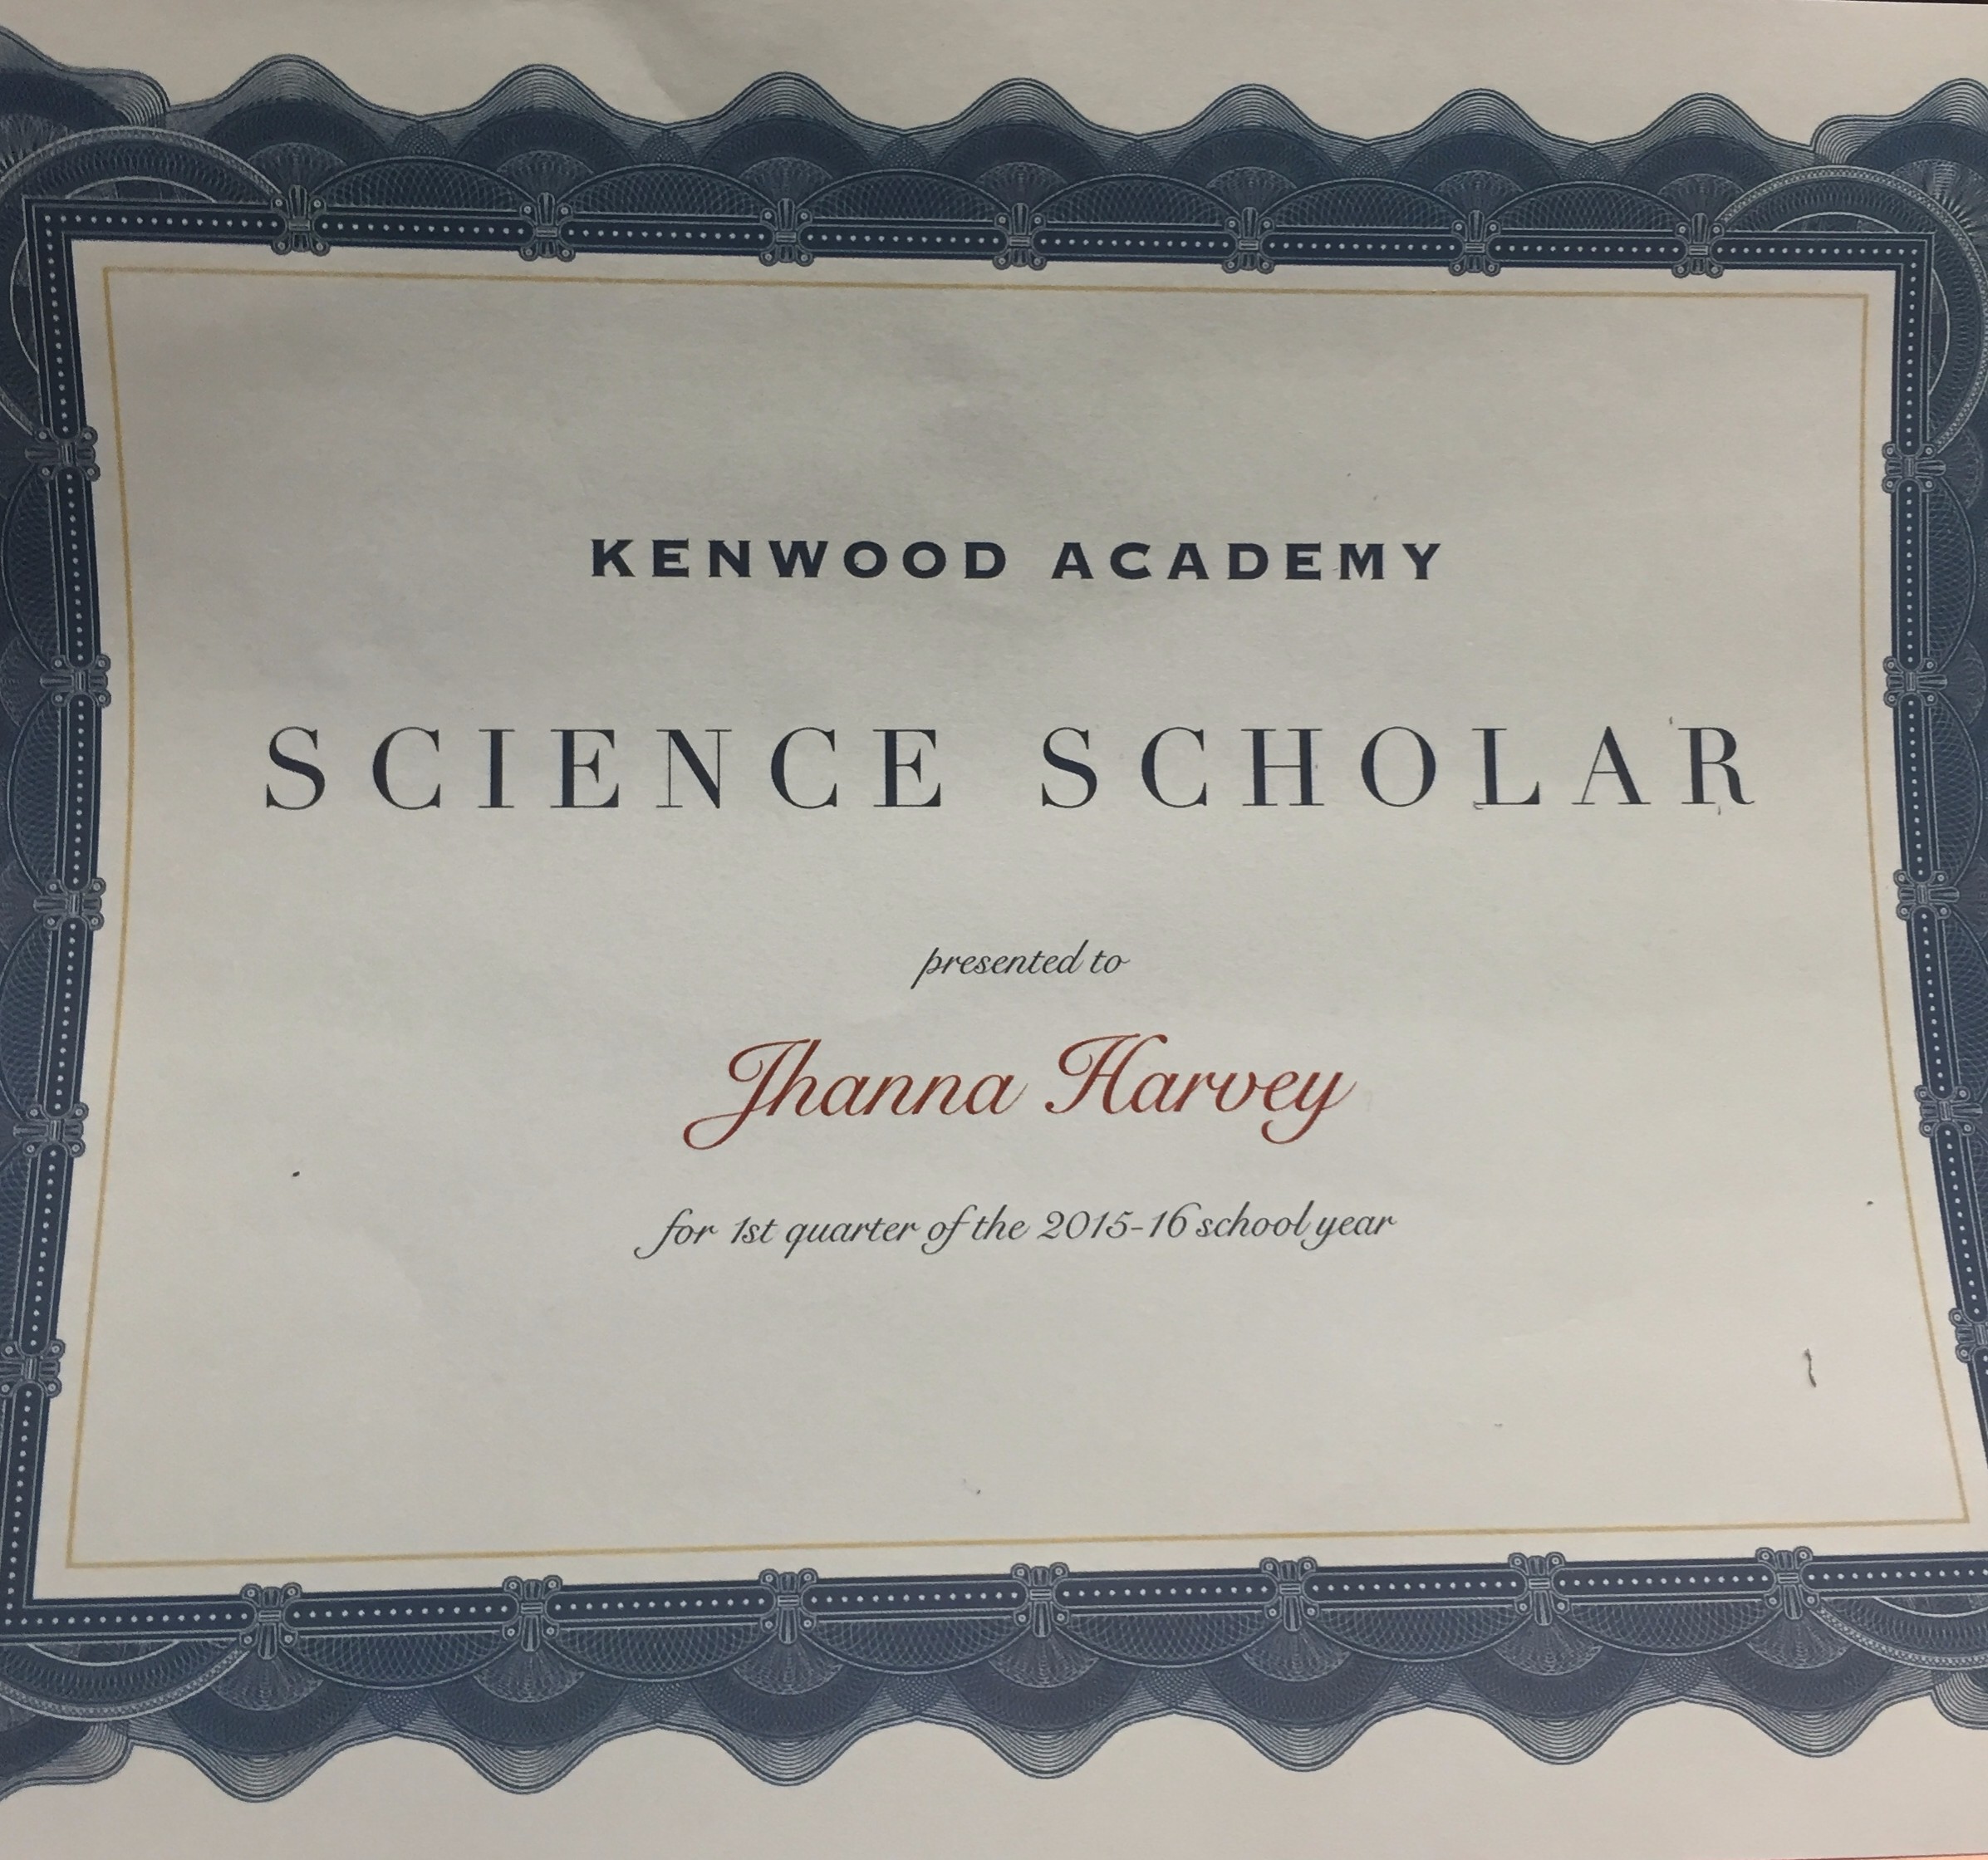 KENWOOD ACADEMY
SCIENCE SCHOLAR
presented to
Jhanna Harvey
for 1st quarter of the 2015-16 school year